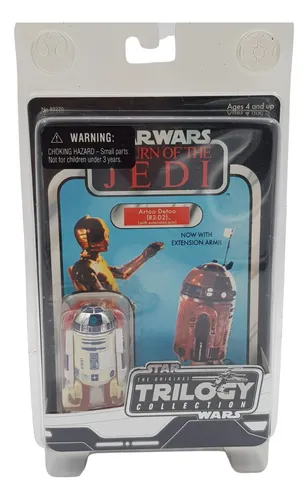 Ages 4 and up
WARNING:
CHOKING HAZARD – Small parts
Not for children under 3 years.
STAR WARS
RETURN OF THE
JEDI
Artoo Detoo
(R2-D2)
NOW WITH
EXTENSION ARM!
STAR
THE ORIGINAL
TRILOGY
COLLECTION
WARS